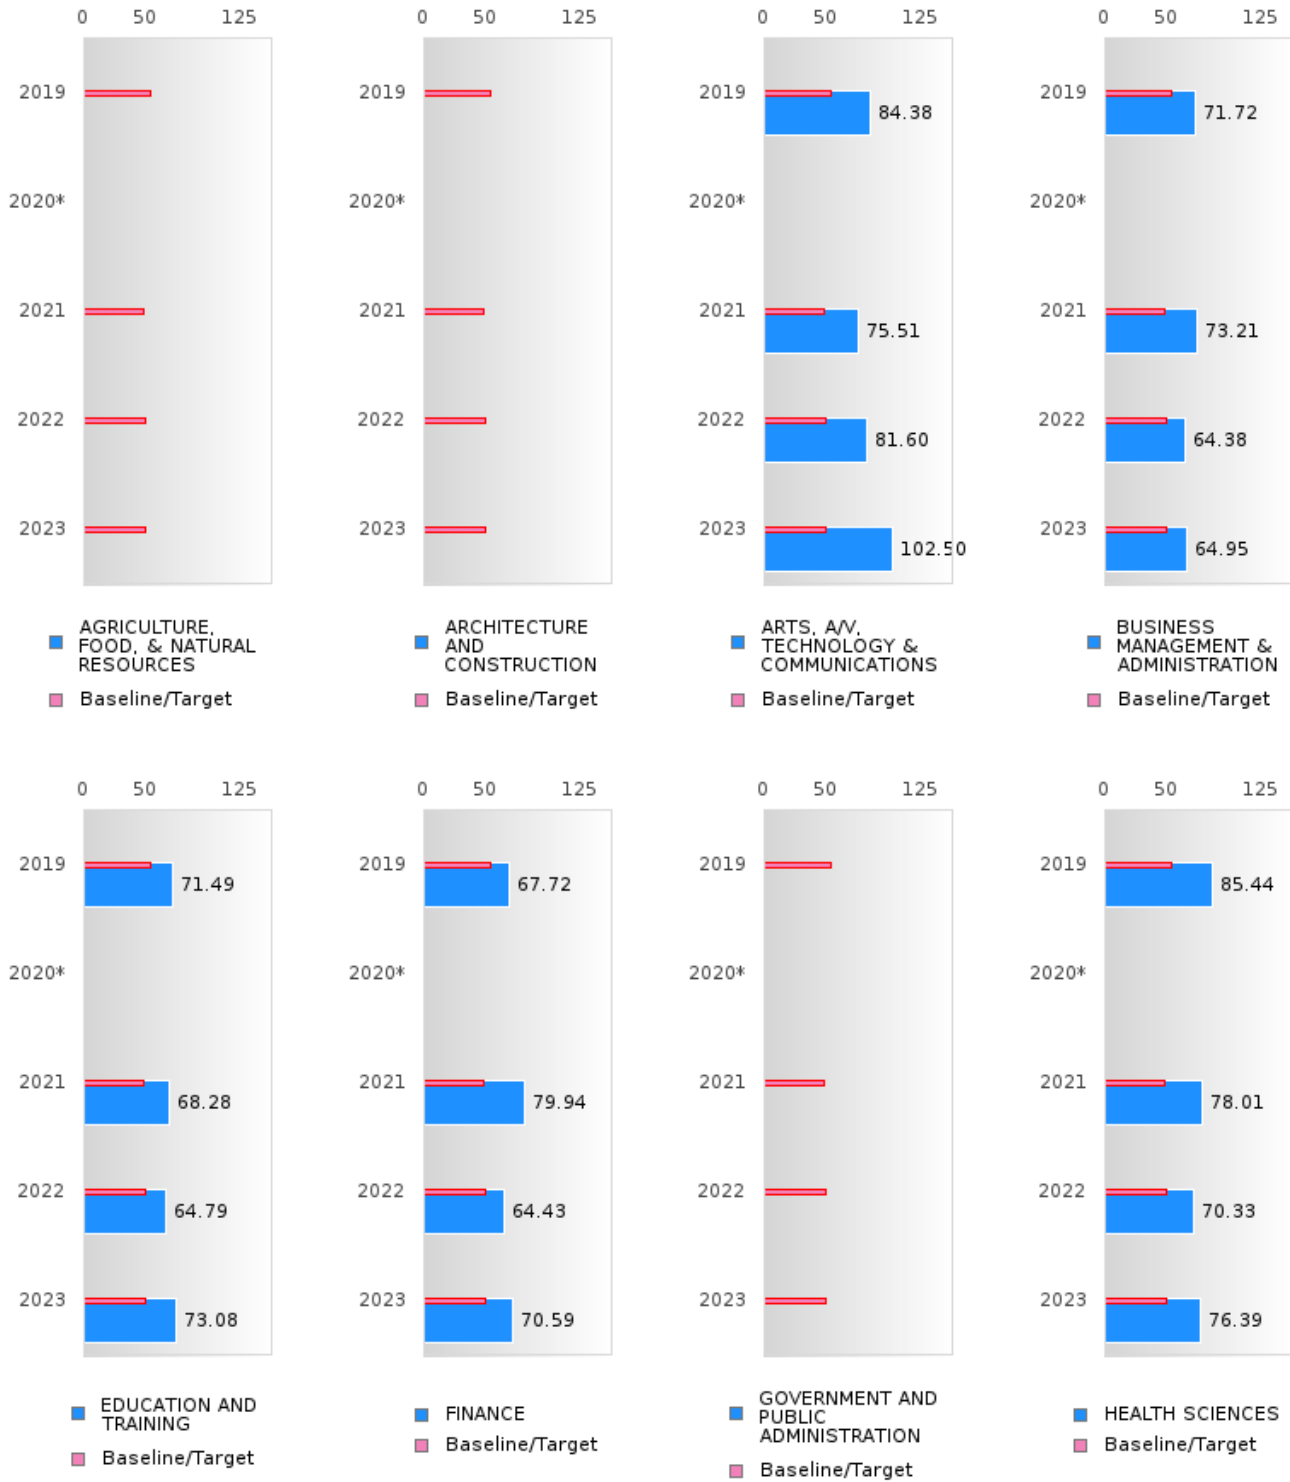 0 50 125
2019
2020*
2021
2022
2023
AGRICULTURE,
FOOD, & NATURAL
RESOURCES
Baseline/Target
0 50 125
2019
2020*
2021
2022
2023
ARCHITECTURE
AND
CONSTRUCTION
Baseline/Target
0 50 125
2019 84.38
2020*
2021 75.51
2022 81.60
2023 102.50
ARTS, A/V,
TECHNOLOGY &
COMMUNICATIONS
Baseline/Target
0 50 125
2019 71.72
2020*
2021 73.21
2022 64.38
2023 64.95
BUSINESS
MANAGEMENT &
ADMINISTRATION
Baseline/Target
0 50 125
2019 71.49
2020*
2021 68.28
2022 64.79
2023 73.08
EDUCATION AND
TRAINING
Baseline/Target
0 50 125
2019 67.72
2020*
2021 79.94
2022 64.43
2023 70.59
FINANCE
Baseline/Target
0 50 125
2019
2020*
2021
2022
2023
GOVERNMENT AND
PUBLIC
ADMINISTRATION
Baseline/Target
0 50 125
2019 85.44
2020*
2021 78.01
2022 70.33
2023 76.39
HEALTH SCIENCES
Baseline/Target